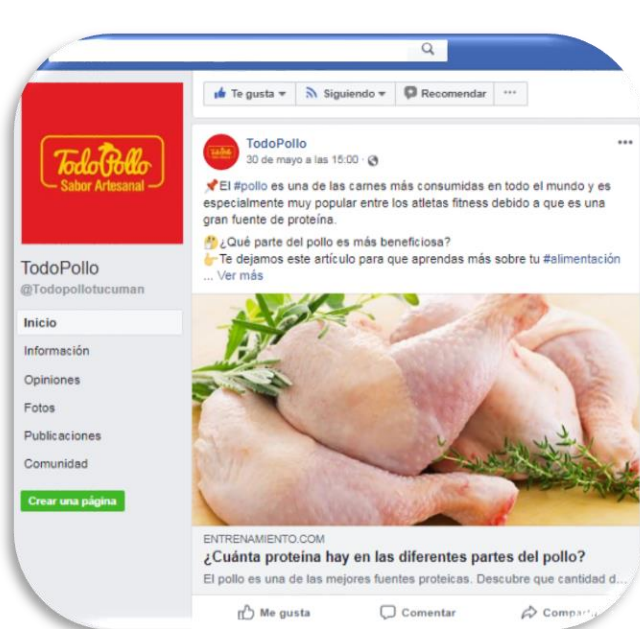 Te gusta
Siguiendo
Recomendar
TodoPollo
Sabor Artesanal
TodoPollo
@Todopollotucuman
Inicio
Información
Opiniones
Fotos
Publicaciones
Comunidad
Crear una página
TodoPollo
30 de mayo a las 15:00 ·
📌El #pollo es una de las carnes más consumidas en todo el mundo y es
especialmente muy popular entre los atletas fitness debido a que es una
gran fuente de proteína.
🤔¿Qué parte del pollo es más beneficiosa?
👉Te dejamos este artículo para que aprendas más sobre tu #alimentación
... Ver más
ENTRENAMIENTO.COM
¿Cuánta proteína hay en las diferentes partes del pollo?
El pollo es una de las mejores fuentes proteicas. Descubre que cantidad d...
Me gusta
Comentar